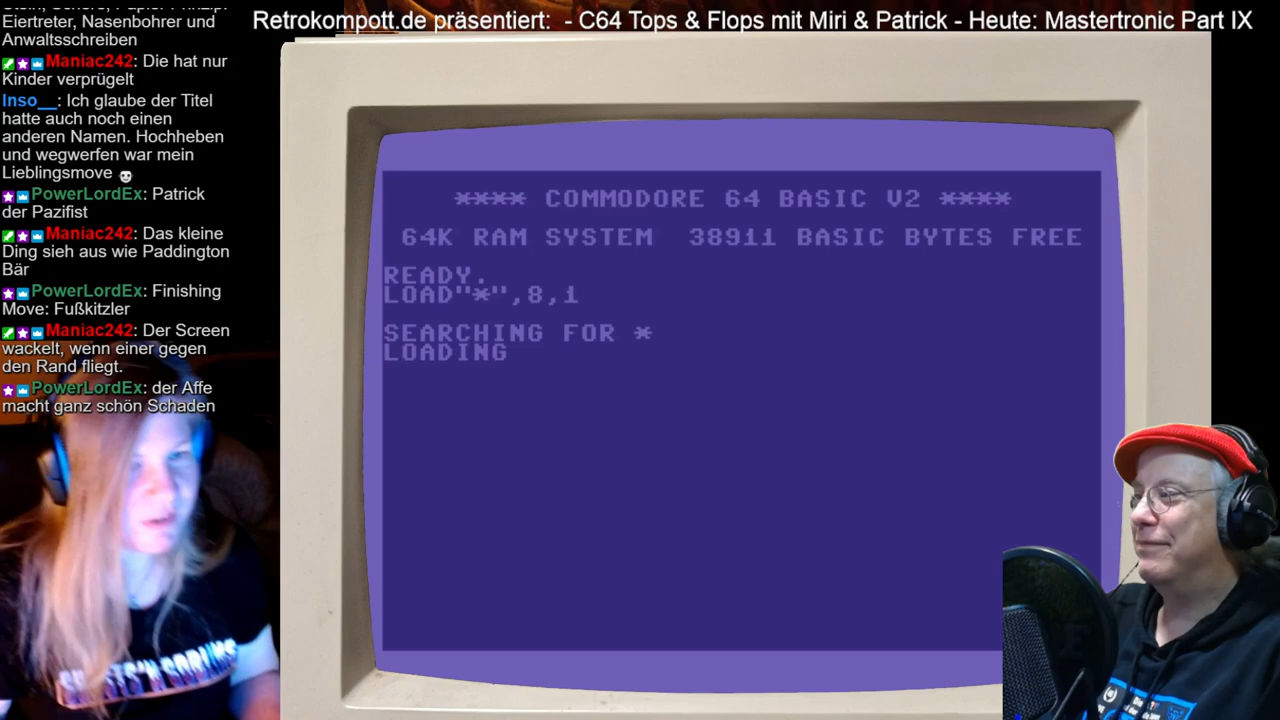 Retrokompott.de präsentiert:  - C64 Tops & Flops mit Miri & Patrick - Heute: Mastertronic Part IX
Eiertreter, Nasenbohrer und
Anwaltsschreiben
Maniac242: Die hat nur
Kinder verprügelt
Inso__: Ich glaube der Titel
hatte auch noch einen
anderen Namen. Hochheben
und wegwerfen war mein
Lieblingsmove
PowerLordEx: Patrick
der Pazifist
Maniac242: Das kleine
Ding sieh aus wie Paddington
Bär
PowerLordEx: Finishing
Move: Fußkitzler
Maniac242: Der Screen
wackelt, wenn einer gegen
den Rand fliegt.
PowerLordEx: der Affe
macht ganz schön Schaden
**** COMMODORE 64 BASIC V2 ****
64K RAM SYSTEM  38911 BASIC BYTES FREE
READY.
LOAD"*",8,1
SEARCHING FOR *
LOADING